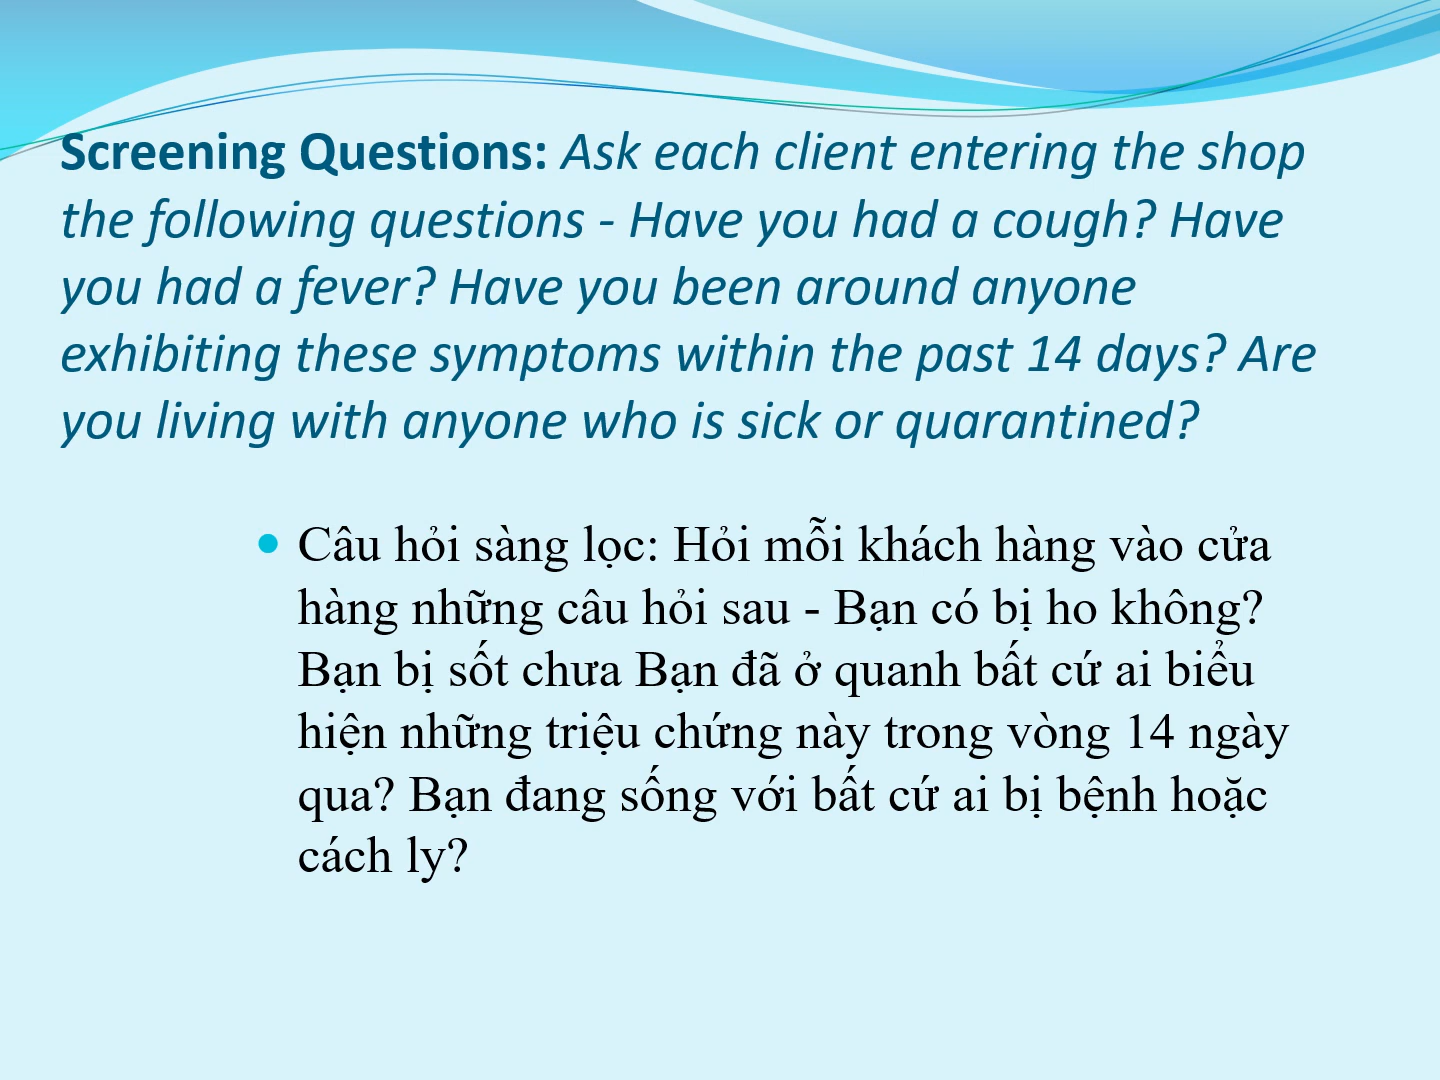 Screening Questions: Ask each client entering the shop
the following questions - Have you had a cough? Have
you had a fever? Have you been around anyone
exhibiting these symptoms within the past 14 days? Are
you living with anyone who is sick or quarantined?
Câu hỏi sàng lọc: Hỏi mỗi khách hàng vào cửa
hàng những câu hỏi sau - Bạn có bị ho không?
Bạn bị sốt chưa Bạn đã ở quanh bất cứ ai biểu
hiện những triệu chứng này trong vòng 14 ngày
qua? Bạn đang sống với bất cứ ai bị bệnh hoặc
cách ly?